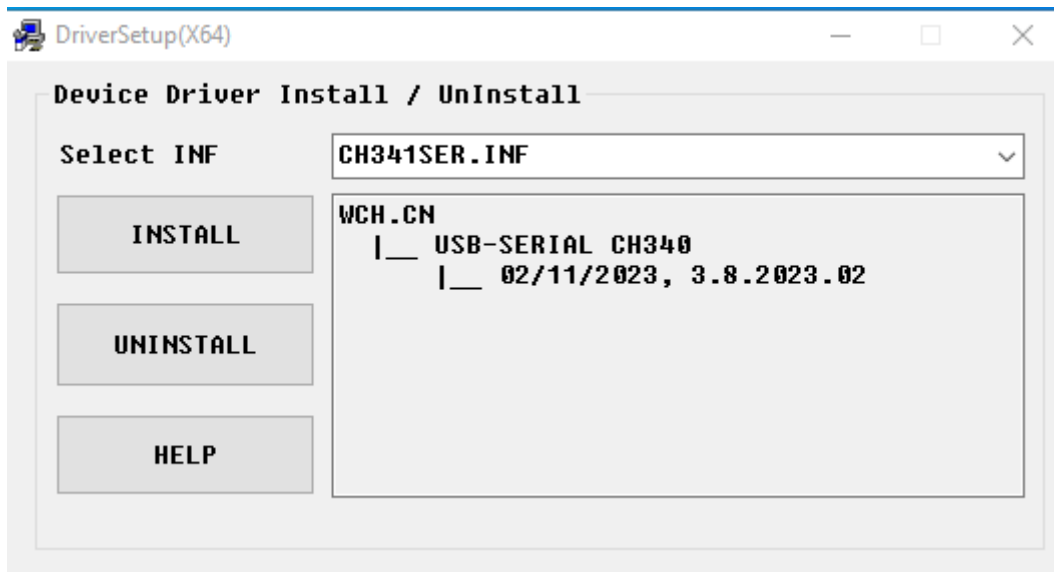 DriverSetup(X64)
Device Driver Install / UnInstall
Select INF
CH341SER.INF
INSTALL
WCH.CN
|__ USB-SERIAL CH340
|__ 02/11/2023, 3.8.2023.02
UNINSTALL
HELP